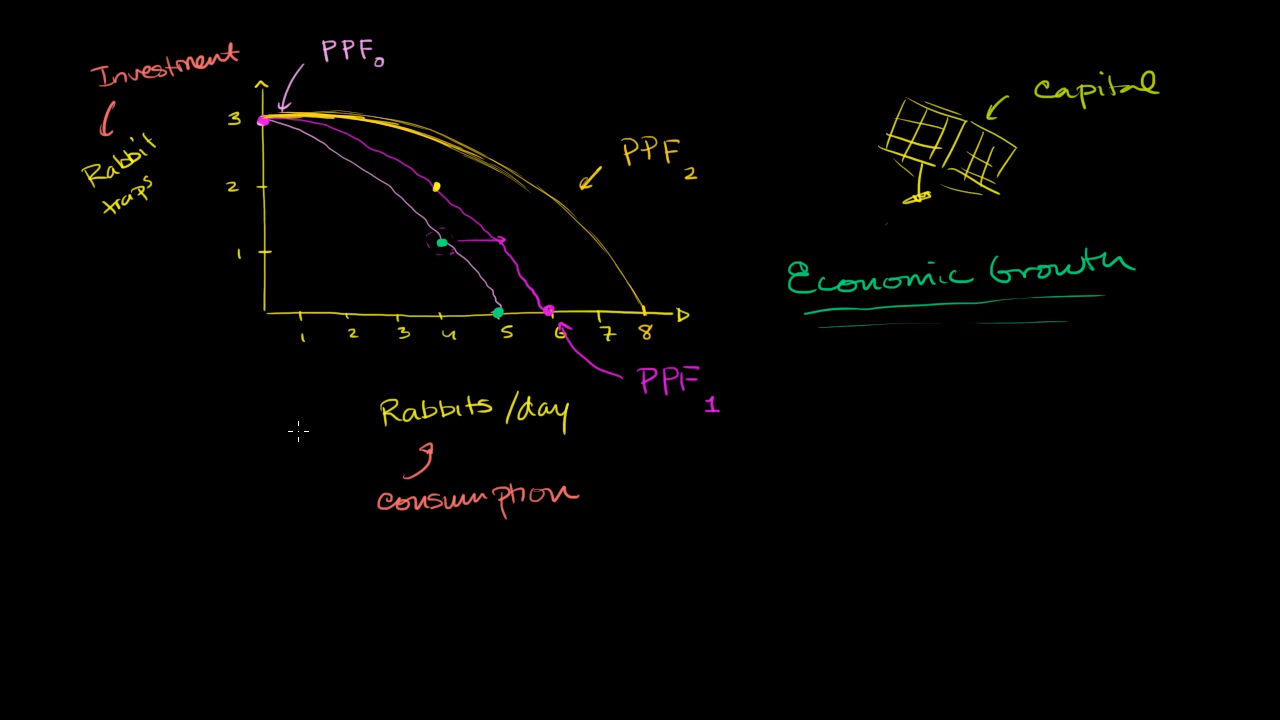 Investment
PPF0
Capital
3
Rabbit
traps
PPF2
2
1
Economic Growth
1 2 3 4 5 6 7 8
PPF1
Rabbits/day
consumption